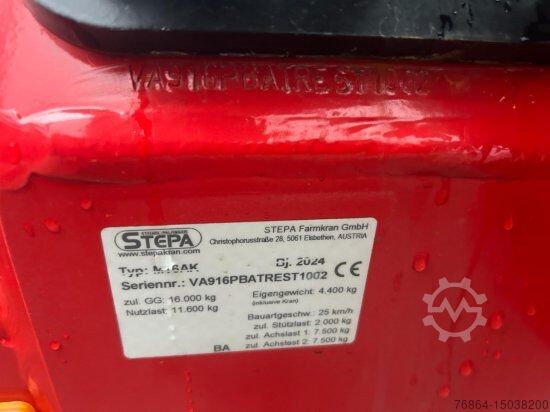 VA916PBATREST1002
STEINDL PALFINGER
STEPA
www.stepakran.com
STEPA Farmkran GmbH
Christophorusstraße 28, 5061 Elsbethen, AUSTRIA
Typ: M16AK Bj. 2024
Seriennr.: VA916PBATREST1002 CE
zul. GG: 16.000 kg Eigengewicht: 4.400 kg
Nutzlast: 11.600 kg (inklusive Kran)
Bauartgeschw.: 25 km/h
zul. Stützlast: 2.000 kg
zul. Achslast 1: 7.500 kg
BA zul. Achslast 2: 7.500 kg
76864-15038200